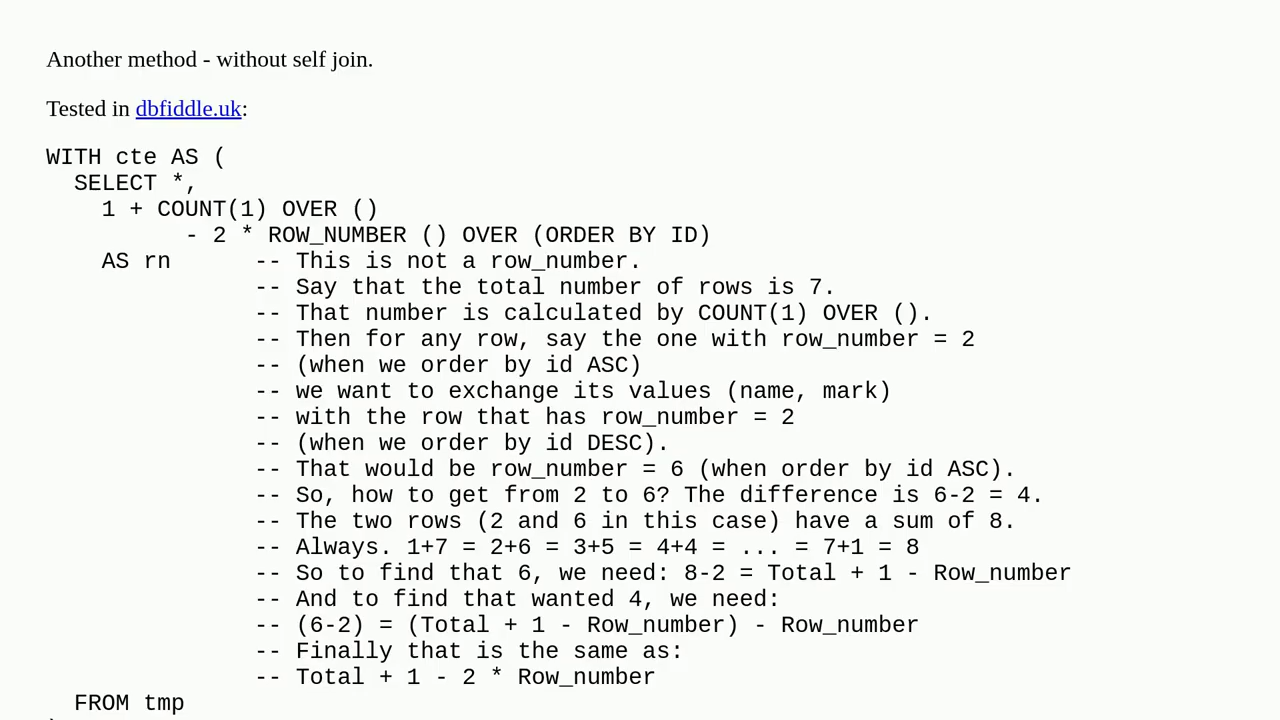 Another method - without self join.
Tested in dbfiddle.uk:
WITH cte AS (
  SELECT *,
    1 + COUNT(1) OVER ()
          - 2 * ROW_NUMBER () OVER (ORDER BY ID)
    AS rn      -- This is not a row_number.
               -- Say that the total number of rows is 7.
               -- That number is calculated by COUNT(1) OVER ().
               -- Then for any row, say the one with row_number = 2
               -- (when we order by id ASC)
               -- we want to exchange its values (name, mark)
               -- with the row that has row_number = 2
               -- (when we order by id DESC).
               -- That would be row_number = 6 (when order by id ASC).
               -- So, how to get from 2 to 6? The difference is 6-2 = 4.
               -- The two rows (2 and 6 in this case) have a sum of 8.
               -- Always. 1+7 = 2+6 = 3+5 = 4+4 = ... = 7+1 = 8
               -- So to find that 6, we need: 8-2 = Total + 1 - Row_number
               -- And to find that wanted 4, we need:
               -- (6-2) = (Total + 1 - Row_number) - Row_number
               -- Finally that is the same as:
               -- Total + 1 - 2 * Row_number
  FROM tmp